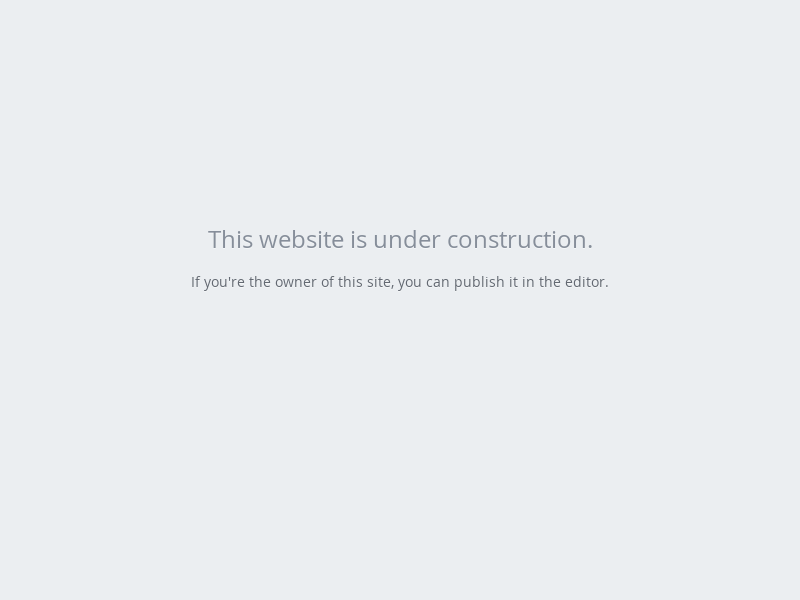 This website is under construction.
If you're the owner of this site, you can publish it in the editor.